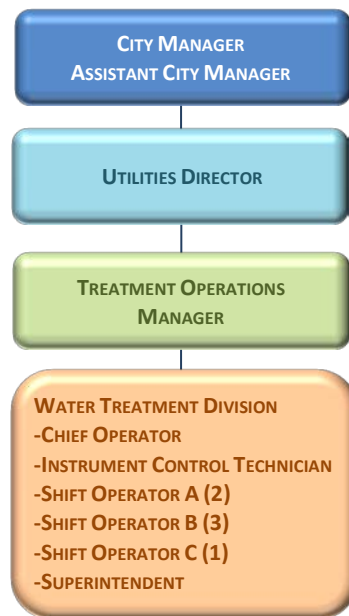 City Manager
Assistant City Manager
Utilities Director
Treatment Operations
Manager
Water Treatment Division
-Chief Operator
-Instrument Control Technician
-Shift Operator A (2)
-Shift Operator B (3)
-Shift Operator C (1)
-Superintendent